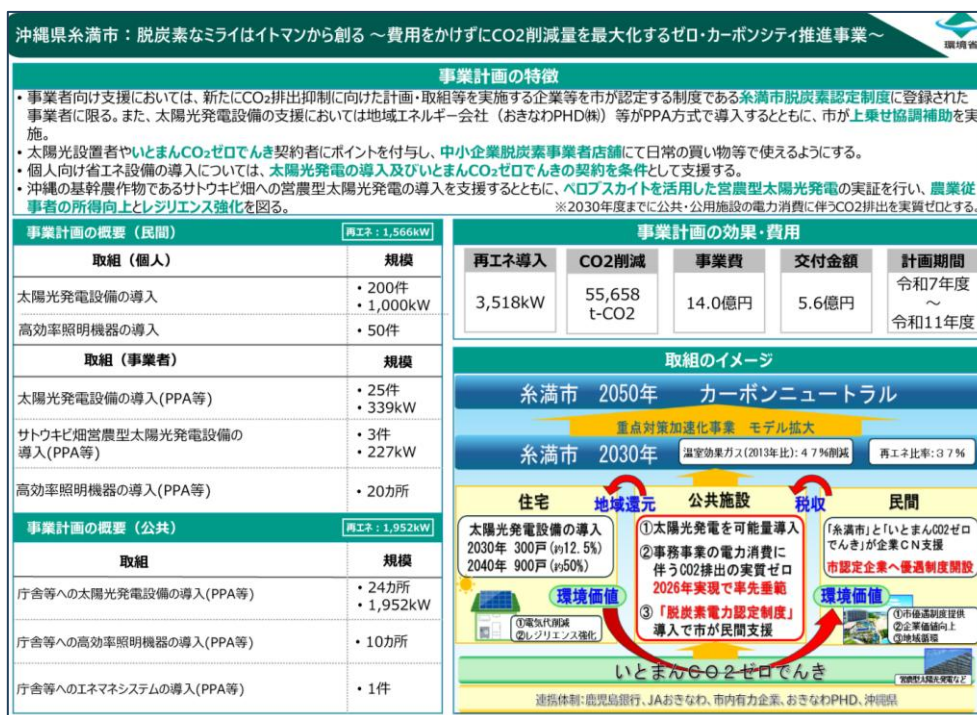 沖縄県糸満市：脱炭素なミライはイトマンから創る ～費用をかけずにCO2削減量を最大化するゼロ・カーボンシティ推進事業～
環境省
事業計画の特徴
・事業者向け支援においては、新たにCO₂排出抑制に向けた計画・取組等を実施する企業等を市が認定する制度である糸満市脱炭素認定制度に登録された
事業者に限る。また、太陽光発電設備の支援においては地域エネルギー会社（おきなわPHD㈱）等がPPA方式で導入するとともに、市が上乗せ協調補助を実
施。
・太陽光設置者やいとまんCO₂ゼロでんき契約者にポイントを付与し、中小企業脱炭素事業者店舗にて日常の買い物等で使えるようにする。
・個人向け省エネ設備の導入については、太陽光発電の導入及びいとまんCO₂ゼロでんきの契約を条件として支援する。
・沖縄の基幹農作物であるサトウキビ畑への営農型太陽光発電の導入を支援するとともに、ペロブスカイトを活用した営農型太陽光発電の実証を行い、農業従
事者の所得向上とレジリエンス強化を図る。
※2030年度までに公共・公用施設の電力消費に伴うCO2排出を実質ゼロとする。
事業計画の概要（民間）
再エネ：1,566kW
取組（個人）
規模
太陽光発電設備の導入
・200件
・1,000kW
高効率照明機器の導入
・50件
取組（事業者）
規模
太陽光発電設備の導入(PPA等)
・25件
・339kW
サトウキビ畑営農型太陽光発電設備の
導入(PPA等)
・3件
・227kW
高効率照明機器の導入(PPA等)
・20カ所
事業計画の概要（公共）
再エネ：1,952kW
取組
規模
庁舎等への太陽光発電設備の導入(PPA等)
・24カ所
・1,952kW
庁舎等への高効率照明機器の導入(PPA等)
・10カ所
庁舎等へのエネマネシステムの導入(PPA等)
・1件
事業計画の効果・費用
再エネ導入
CO2削減
事業費
交付金額
計画期間
3,518kW
55,658
t-CO2
14.0億円
5.6億円
令和7年度
～
令和11年度
取組のイメージ
糸満市 2050年 カーボンニュートラル
重点対策加速化事業 モデル拡大
糸満市 2030年
温室効果ガス(2013年比)：47%削減
再エネ比率：37%
住宅
地域還元
公共施設
税収
民間
太陽光発電設備の導入
2030年 300戸(約12.5%)
2040年 900戸(約50%)
①太陽光発電を可能量導入
②事務事業の電力消費に
伴うCO2排出の実質ゼロ
2026年実現で率先垂範
③「脱炭素電力認定制度」
導入で市が民間支援
「糸満市」と「いとまんCO2ゼロ
でんき」が企業CN支援
市認定企業へ優遇制度開設
環境価値
環境価値
①電気代削減
②レジリエンス強化
①市優遇制度提供
②企業価値向上
③地域循環
いとまんCO2ゼロでんき
営農型太陽光発電など
連携体制：鹿児島銀行、JAおきなわ、市内有力企業、おきなわPHD、沖縄県